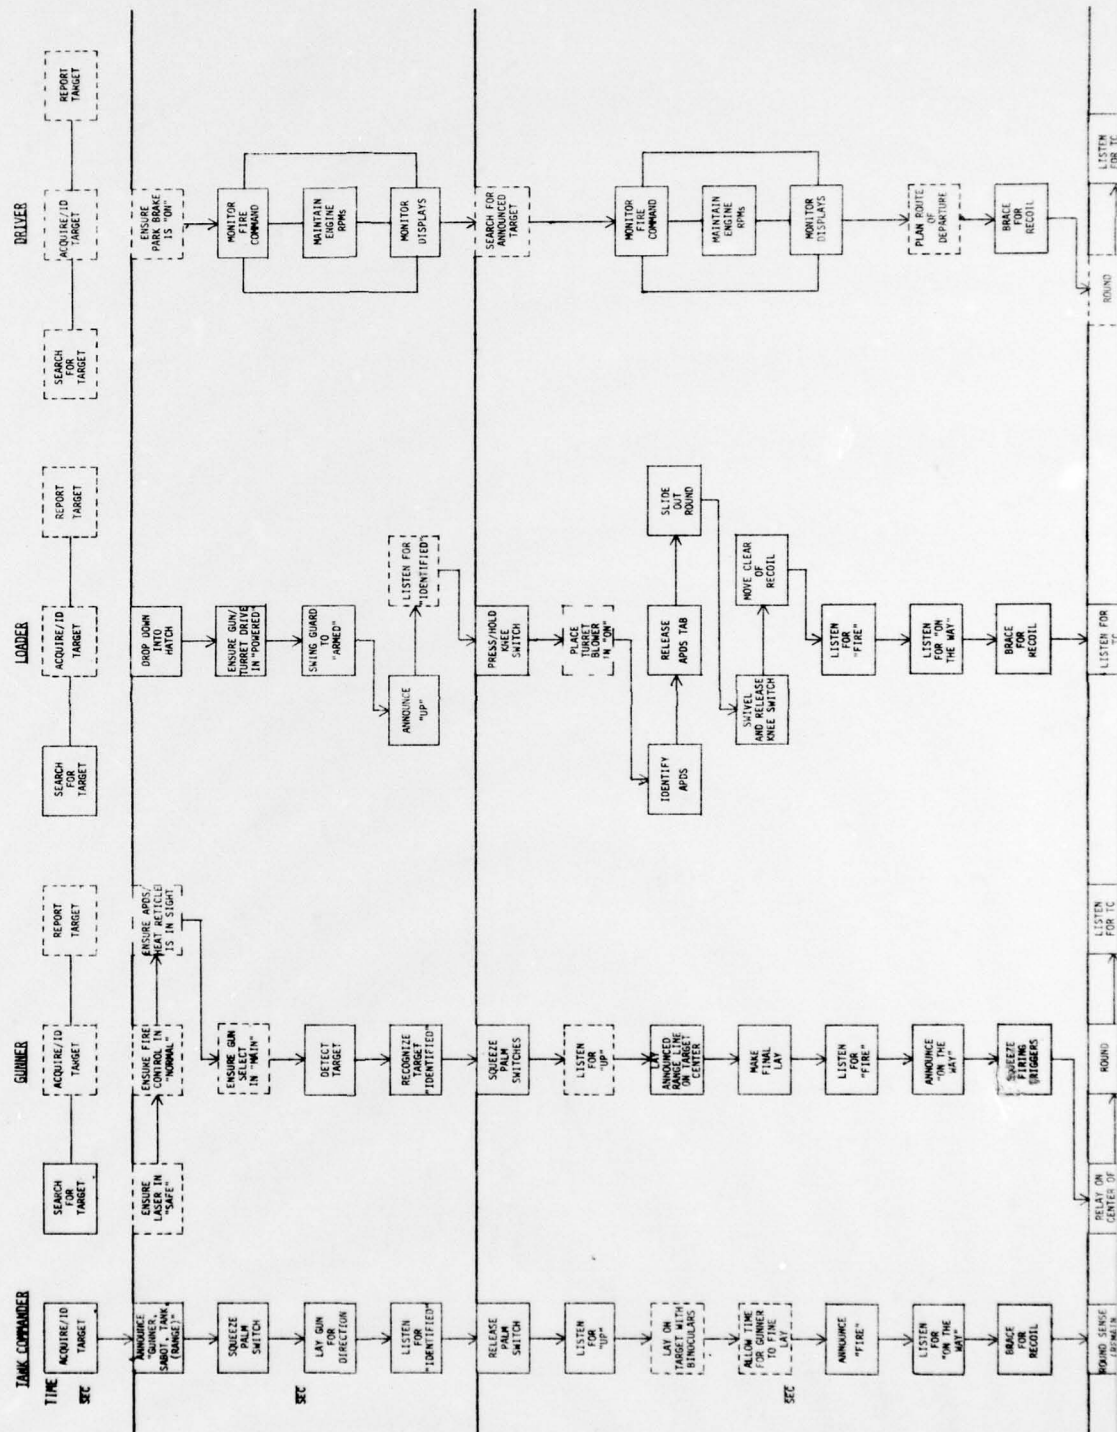 TANK COMMANDER
TIME
SEC
ACQUIRE/ID
TARGET
ANNOUNCE
"GUNNER,
SABOT, TANK,
(RANGE)"
SQUEEZE
PALM
SWITCH
SEC
LAY GUN
FOR
DIRECTION
LISTEN
FOR
"IDENTIFIED"
RELEASE
PALM
SWITCH
LISTEN
FOR
"UP"
LAY ON
TARGET WITH
BINOCULARS
SEC
ALLOW TIME
FOR GUNNER
TO FINE
LAY
ANNOUNCE
"FIRE"
LISTEN
FOR
"ON THE
WAY"
BRACE
FOR
RECOIL
ROUND SENSE
GUNNER
SEARCH
FOR
TARGET
ACQUIRE/ID
TARGET
REPORT
TARGET
ENSURE
LASER IN
"SAFE"
ENSURE FIRE
CONTROL IN
"NORMAL"
ENSURE APDS/
HEAT RETICLE
IS IN SIGHT
ENSURE GUN
SELECT
IN "MAIN"
DETECT
TARGET
RECOGNIZE
TARGET
"IDENTIFIED"
SQUEEZE
PALM
SWITCHES
LISTEN
FOR
"UP"
LAY
ANNOUNCED
RANGE LINE
ON TARGET
CENTER
MAKE
FINAL
LAY
LISTEN
FOR
"FIRE"
ANNOUNCE
"ON THE
WAY"
SQUEEZE
FIRING
TRIGGERS
RELAY ON
CENTER OF
ROUND
LISTEN
FOR TC
LOADER
SEARCH
FOR
TARGET
ACQUIRE/ID
TARGET
REPORT
TARGET
DROP DOWN
INTO
HATCH
ENSURE GUN/
TURRET DRIVE
IN "POWERED"
SWING GUARD
TO
"ARMED"
ANNOUNCE
"UP"
LISTEN FOR
"IDENTIFIED"
PRESS/HOLD
KNEE
SWITCH
PLACE
TURRET
BLOWER
IN "ON"
IDENTIFY
APDS
RELEASE
APDS TAB
SLIDE
OUT
ROUND
SWIVEL
AND RELEASE
KNEE SWITCH
MOVE CLEAR
OF
RECOIL
LISTEN
FOR
"FIRE"
LISTEN
FOR "ON
THE WAY"
BRACE
FOR
RECOIL
LISTEN FOR
TC
DRIVER
SEARCH
FOR
TARGET
ACQUIRE/ID
TARGET
REPORT
TARGET
ENSURE
PARK BRAKE
IS "ON"
MONITOR
FIRE
COMMAND
MAINTAIN
ENGINE
RPMs
MONITOR
DISPLAYS
SEARCH FOR
ANNOUNCED
TARGET
MONITOR
FIRE
COMMAND
MAINTAIN
ENGINE
RPMs
MONITOR
DISPLAYS
PLAN ROUTE
OF
DEPARTURE
BRACE
FOR
RECOIL
ROUND
LISTEN
FOR TC